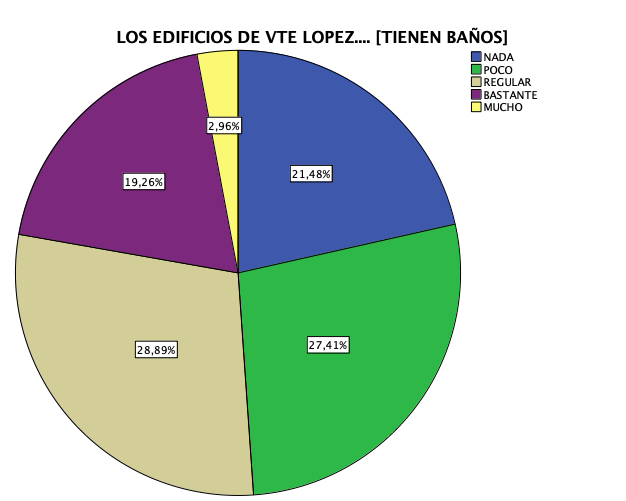 LOS EDIFICIOS DE VTE LOPEZ.... [TIENEN BAÑOS]
NADA
POCO
REGULAR
BASTANTE
MUCHO
2,96%
21,48%
19,26%
27,41%
28,89%